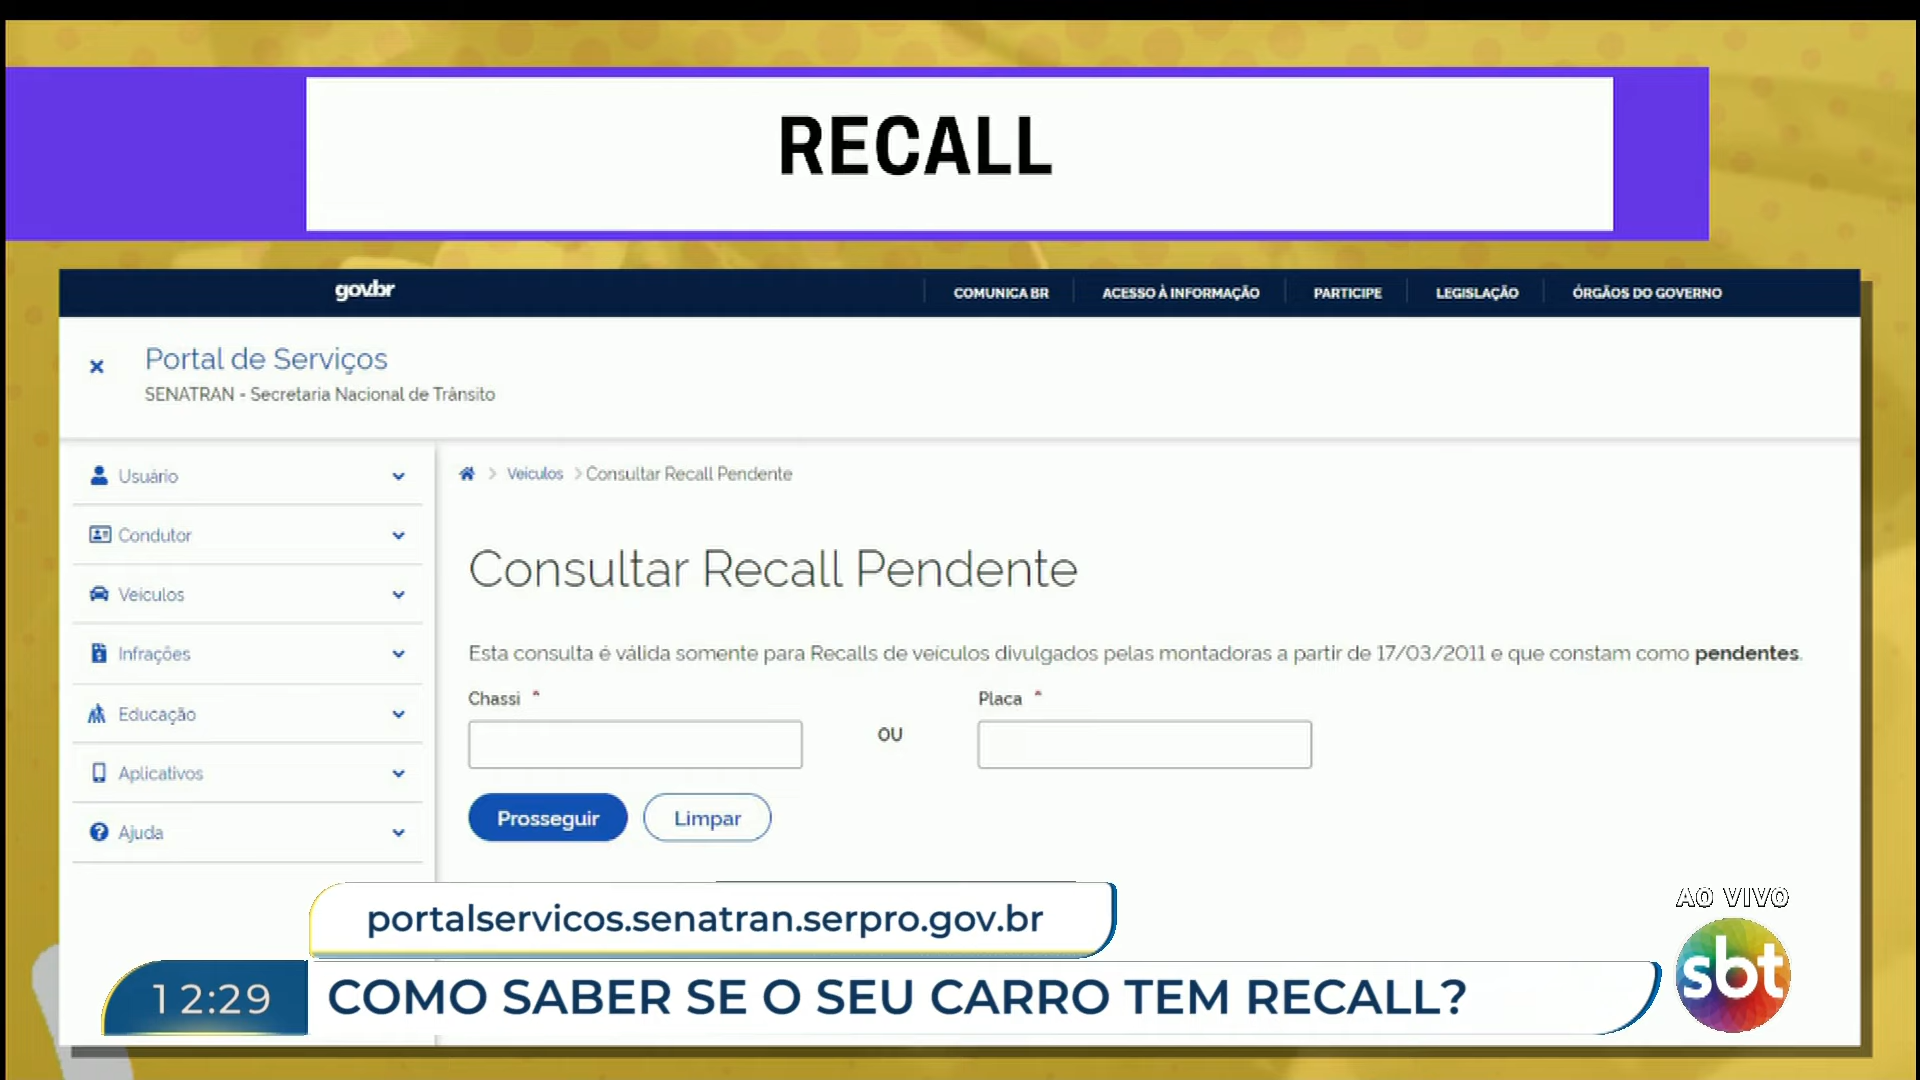 RECALL
gov.br
COMUNICA BR
ACESSO À INFORMAÇÃO
PARTICIPE
LEGISLAÇÃO
ÓRGÃOS DO GOVERNO
Portal de Serviços
SENATRAN - Secretaria Nacional de Trânsito
Usuário
Condutor
Veículos
Infrações
Educação
Aplicativos
Ajuda
Veículos > Consultar Recall Pendente
Consultar Recall Pendente
Esta consulta é válida somente para Recalls de veículos divulgados pelas montadoras a partir de 17/03/2011 e que constam como pendentes.
Chassi *
OU
Placa *
Prosseguir
Limpar
portalservicos.senatran.serpro.gov.br
12:29
COMO SABER SE O SEU CARRO TEM RECALL?
AO VIVO
sbt